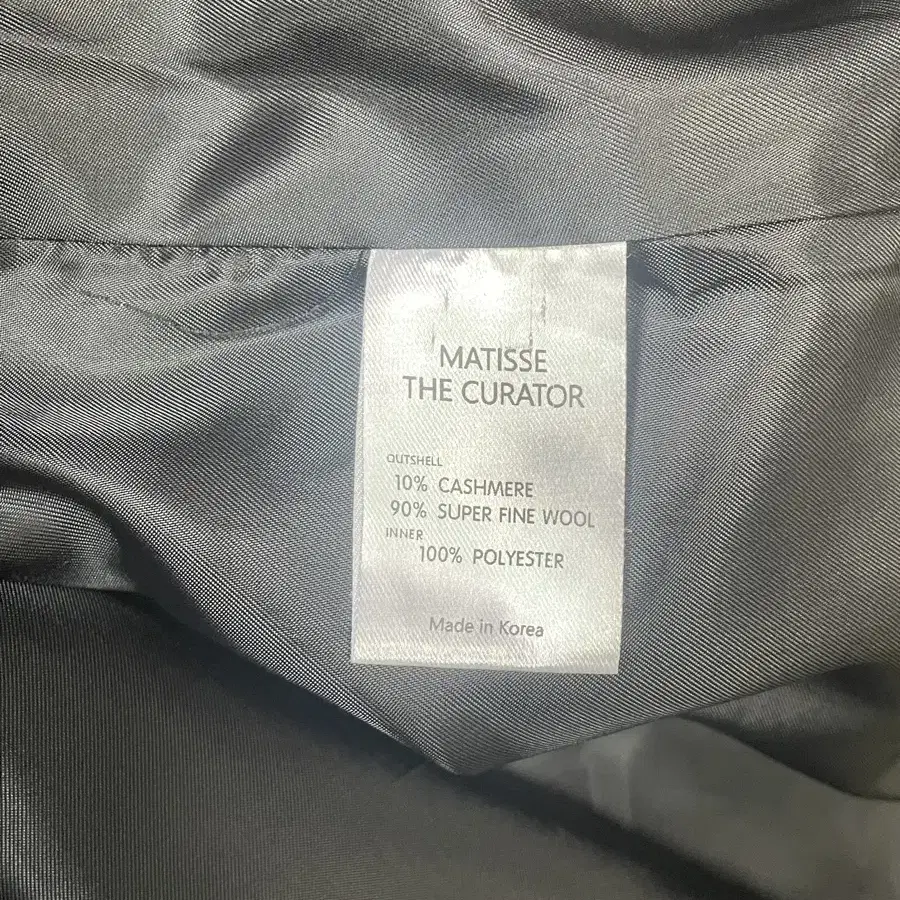 MATISSE
THE CURATOR
OUTSHELL
10% CASHMERE
90% SUPER FINE WOOL
INNER
100% POLYESTER
Made in Korea